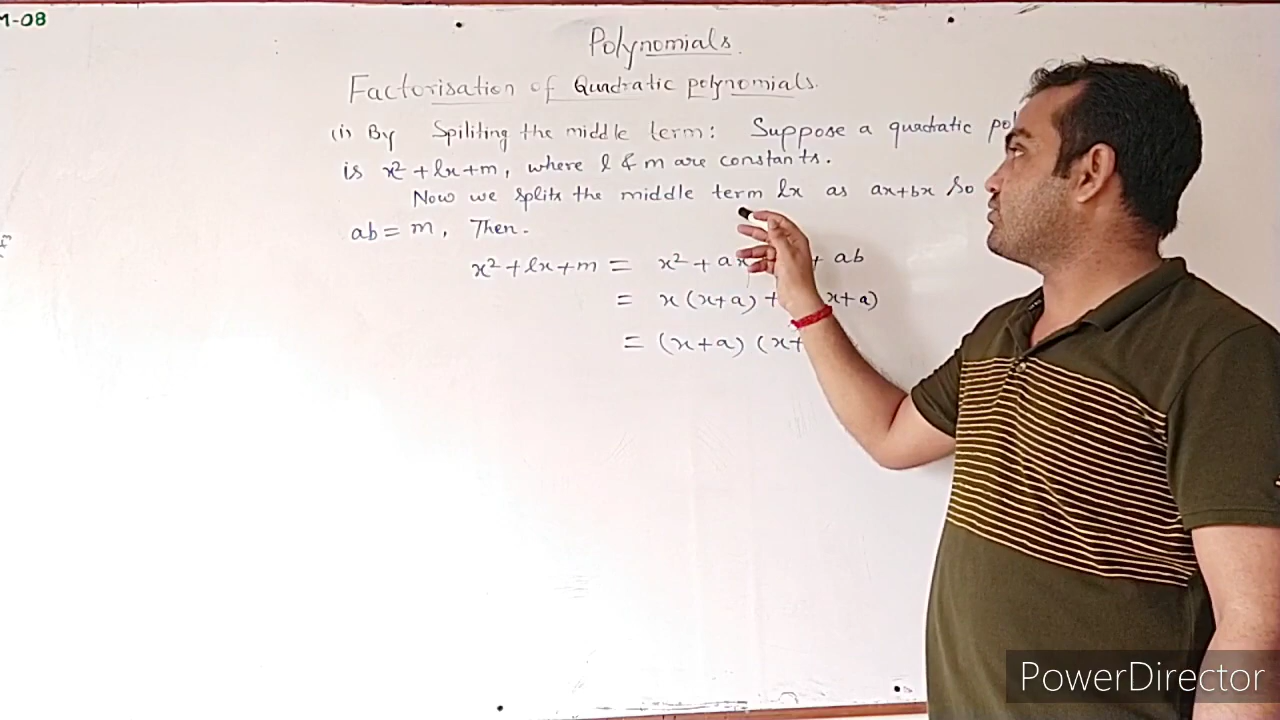 M-08
Polynomials.
Factorisation of Quadratic polynomials.
(i) By Spiliting the middle term: Suppose a quadratic
is x² + lx + m, where l & m are constants.
Now we splits the middle term lx as ax+bx So
ab = m, Then.
x² + lx + m = x² + ax + ab
= x (x+a) + x+a)
= (x+a) (x+
PowerDirector